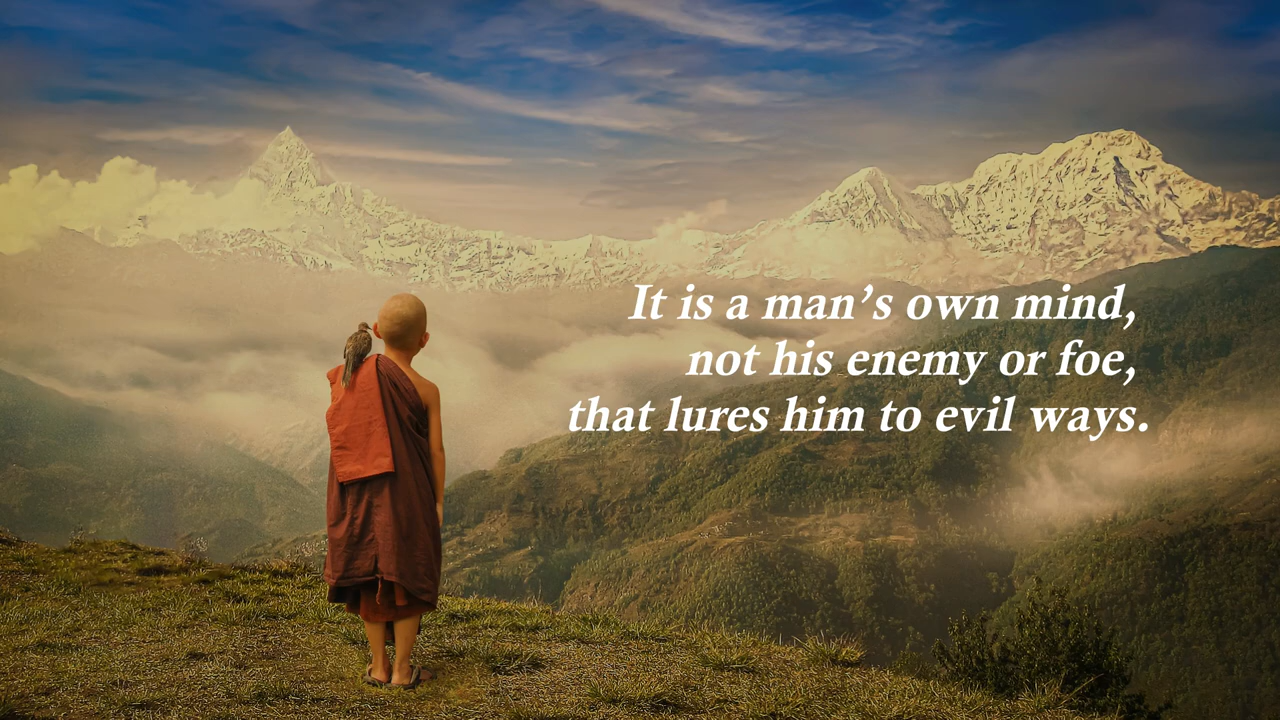 It is a man’s own mind,
not his enemy or foe,
that lures him to evil ways.